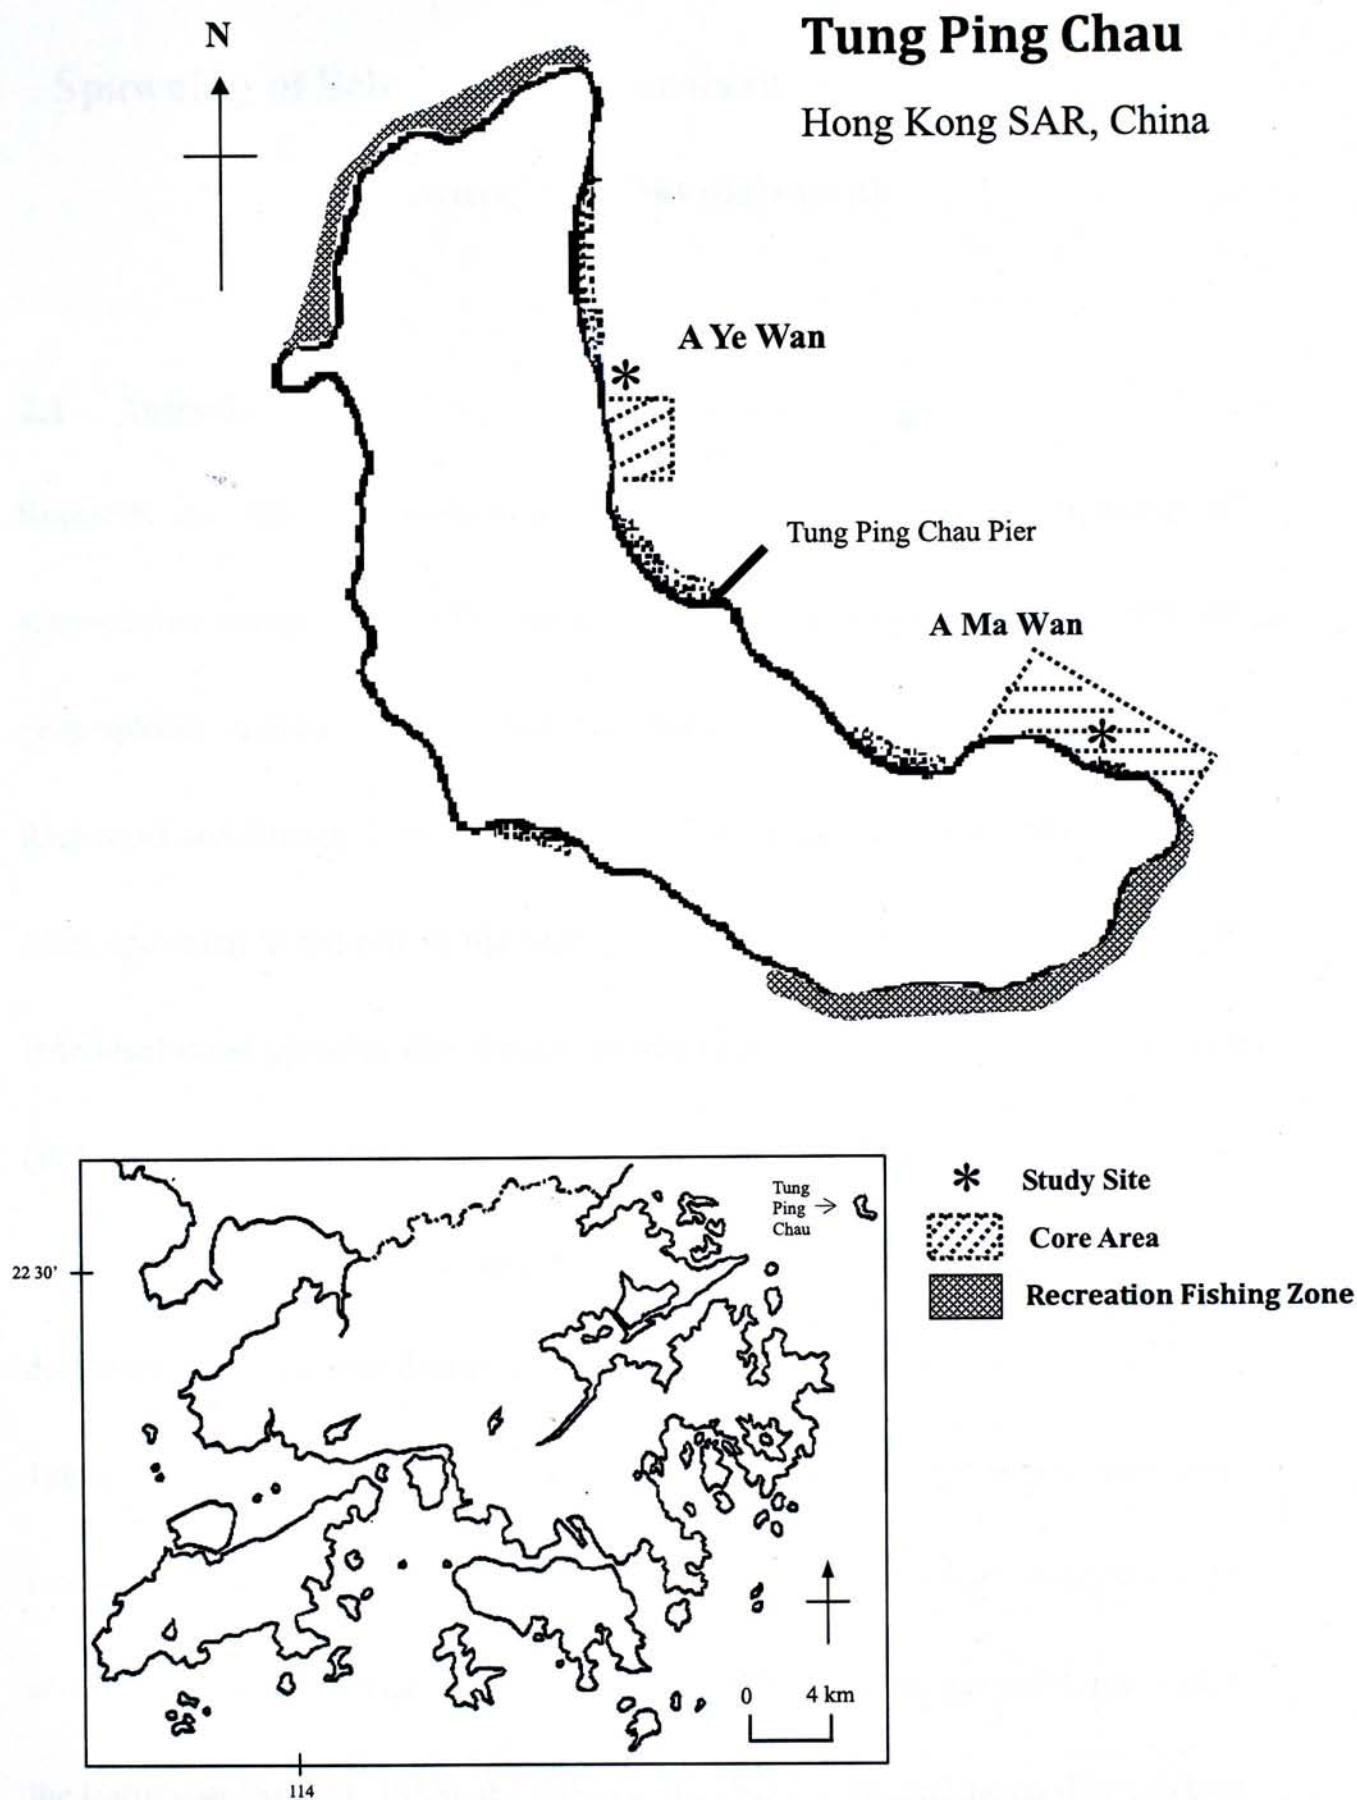 N
Tung Ping Chau
Hong Kong SAR, China
A Ye Wan
Tung Ping Chau Pier
A Ma Wan
Tung
Ping
Chau
22 30'
114
0 4 km
Study Site
Core Area
Recreation Fishing Zone